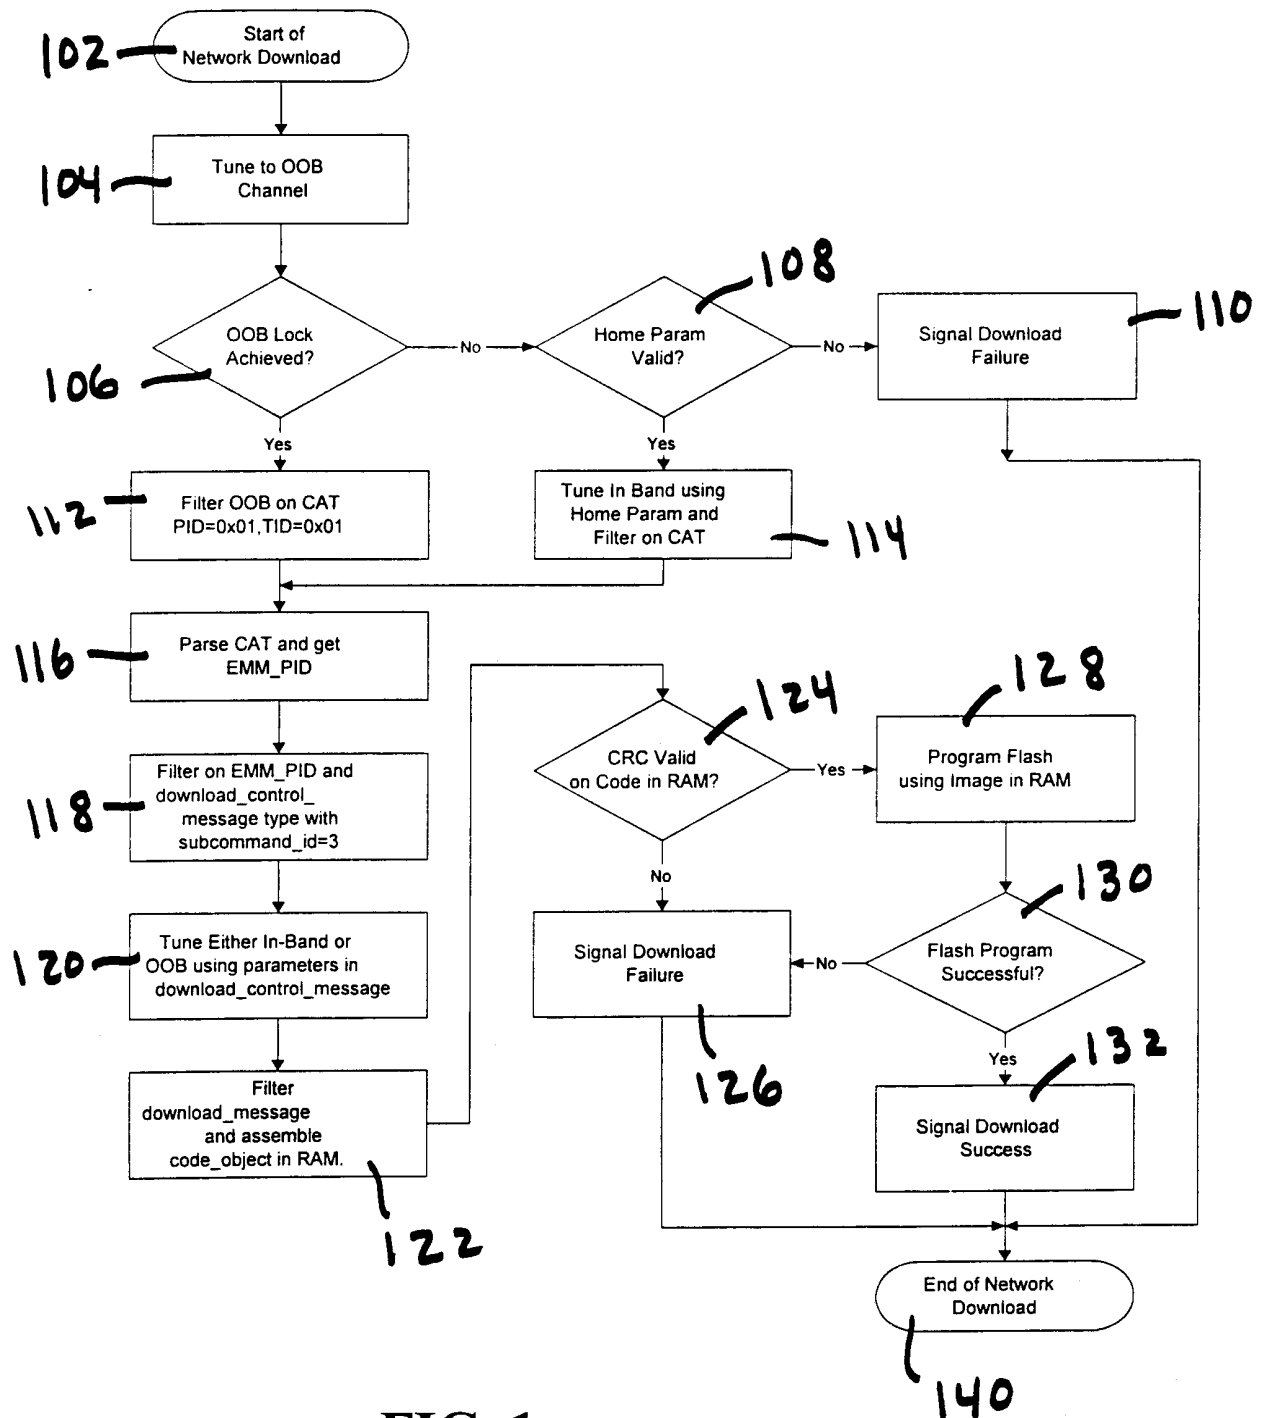 102
Start of
Network Download
104
Tune to OOB
Channel
106
OOB Lock
Achieved?
No
108
Home Param
Valid?
No
110
Signal Download
Failure
Yes
Yes
112
Filter OOB on CAT
PID=0x01,TID=0x01
Tune In Band using
Home Param and
Filter on CAT
114
116
Parse CAT and get
EMM_PID
118
Filter on EMM_PID and
download_control_
message type with
subcommand_id=3
124
CRC Valid
on Code in RAM?
Yes
128
Program Flash
using Image in RAM
No
120
Tune Either In-Band or
OOB using parameters in
download_control_message
Signal Download
Failure
126
No
130
Flash Program
Successful?
Yes
132
Filter
download_message
and assemble
code_object in RAM.
122
Signal Download
Success
End of Network
Download
140
FIG. 1